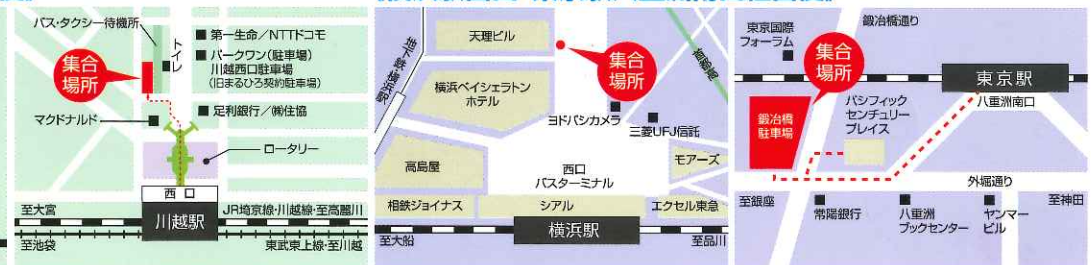 バス・タクシー待機所
トイレ
第一生命／NTTドコモ
パークワン(駐車場)
川越西口駐車場
(旧まるひろ契約駐車場)
集合
場所
足利銀行／㈱住協
マクドナルド
ロータリー
西口
至大宮
川越駅
JR埼京線・川越線・至高麗川
至池袋
東武東上線・至川越
地下鉄・横浜駅
天理ビル
集合
場所
首都高
横浜ベイシェラトン
ホテル
ヨドバシカメラ
三菱UFJ信託
高島屋
西口
バスターミナル
モアーズ
相鉄ジョイナス
シアル
エクセル東急
横浜駅
至大船
至品川
鍛冶橋通り
東京国際
フォーラム
集合
場所
東京駅
八重洲南口
鍛冶橋
駐車場
パシフィック
センチュリー
プレイス
外堀通り
至銀座
至神田
常陽銀行
八重洲
ブックセンター
ヤンマー
ビル